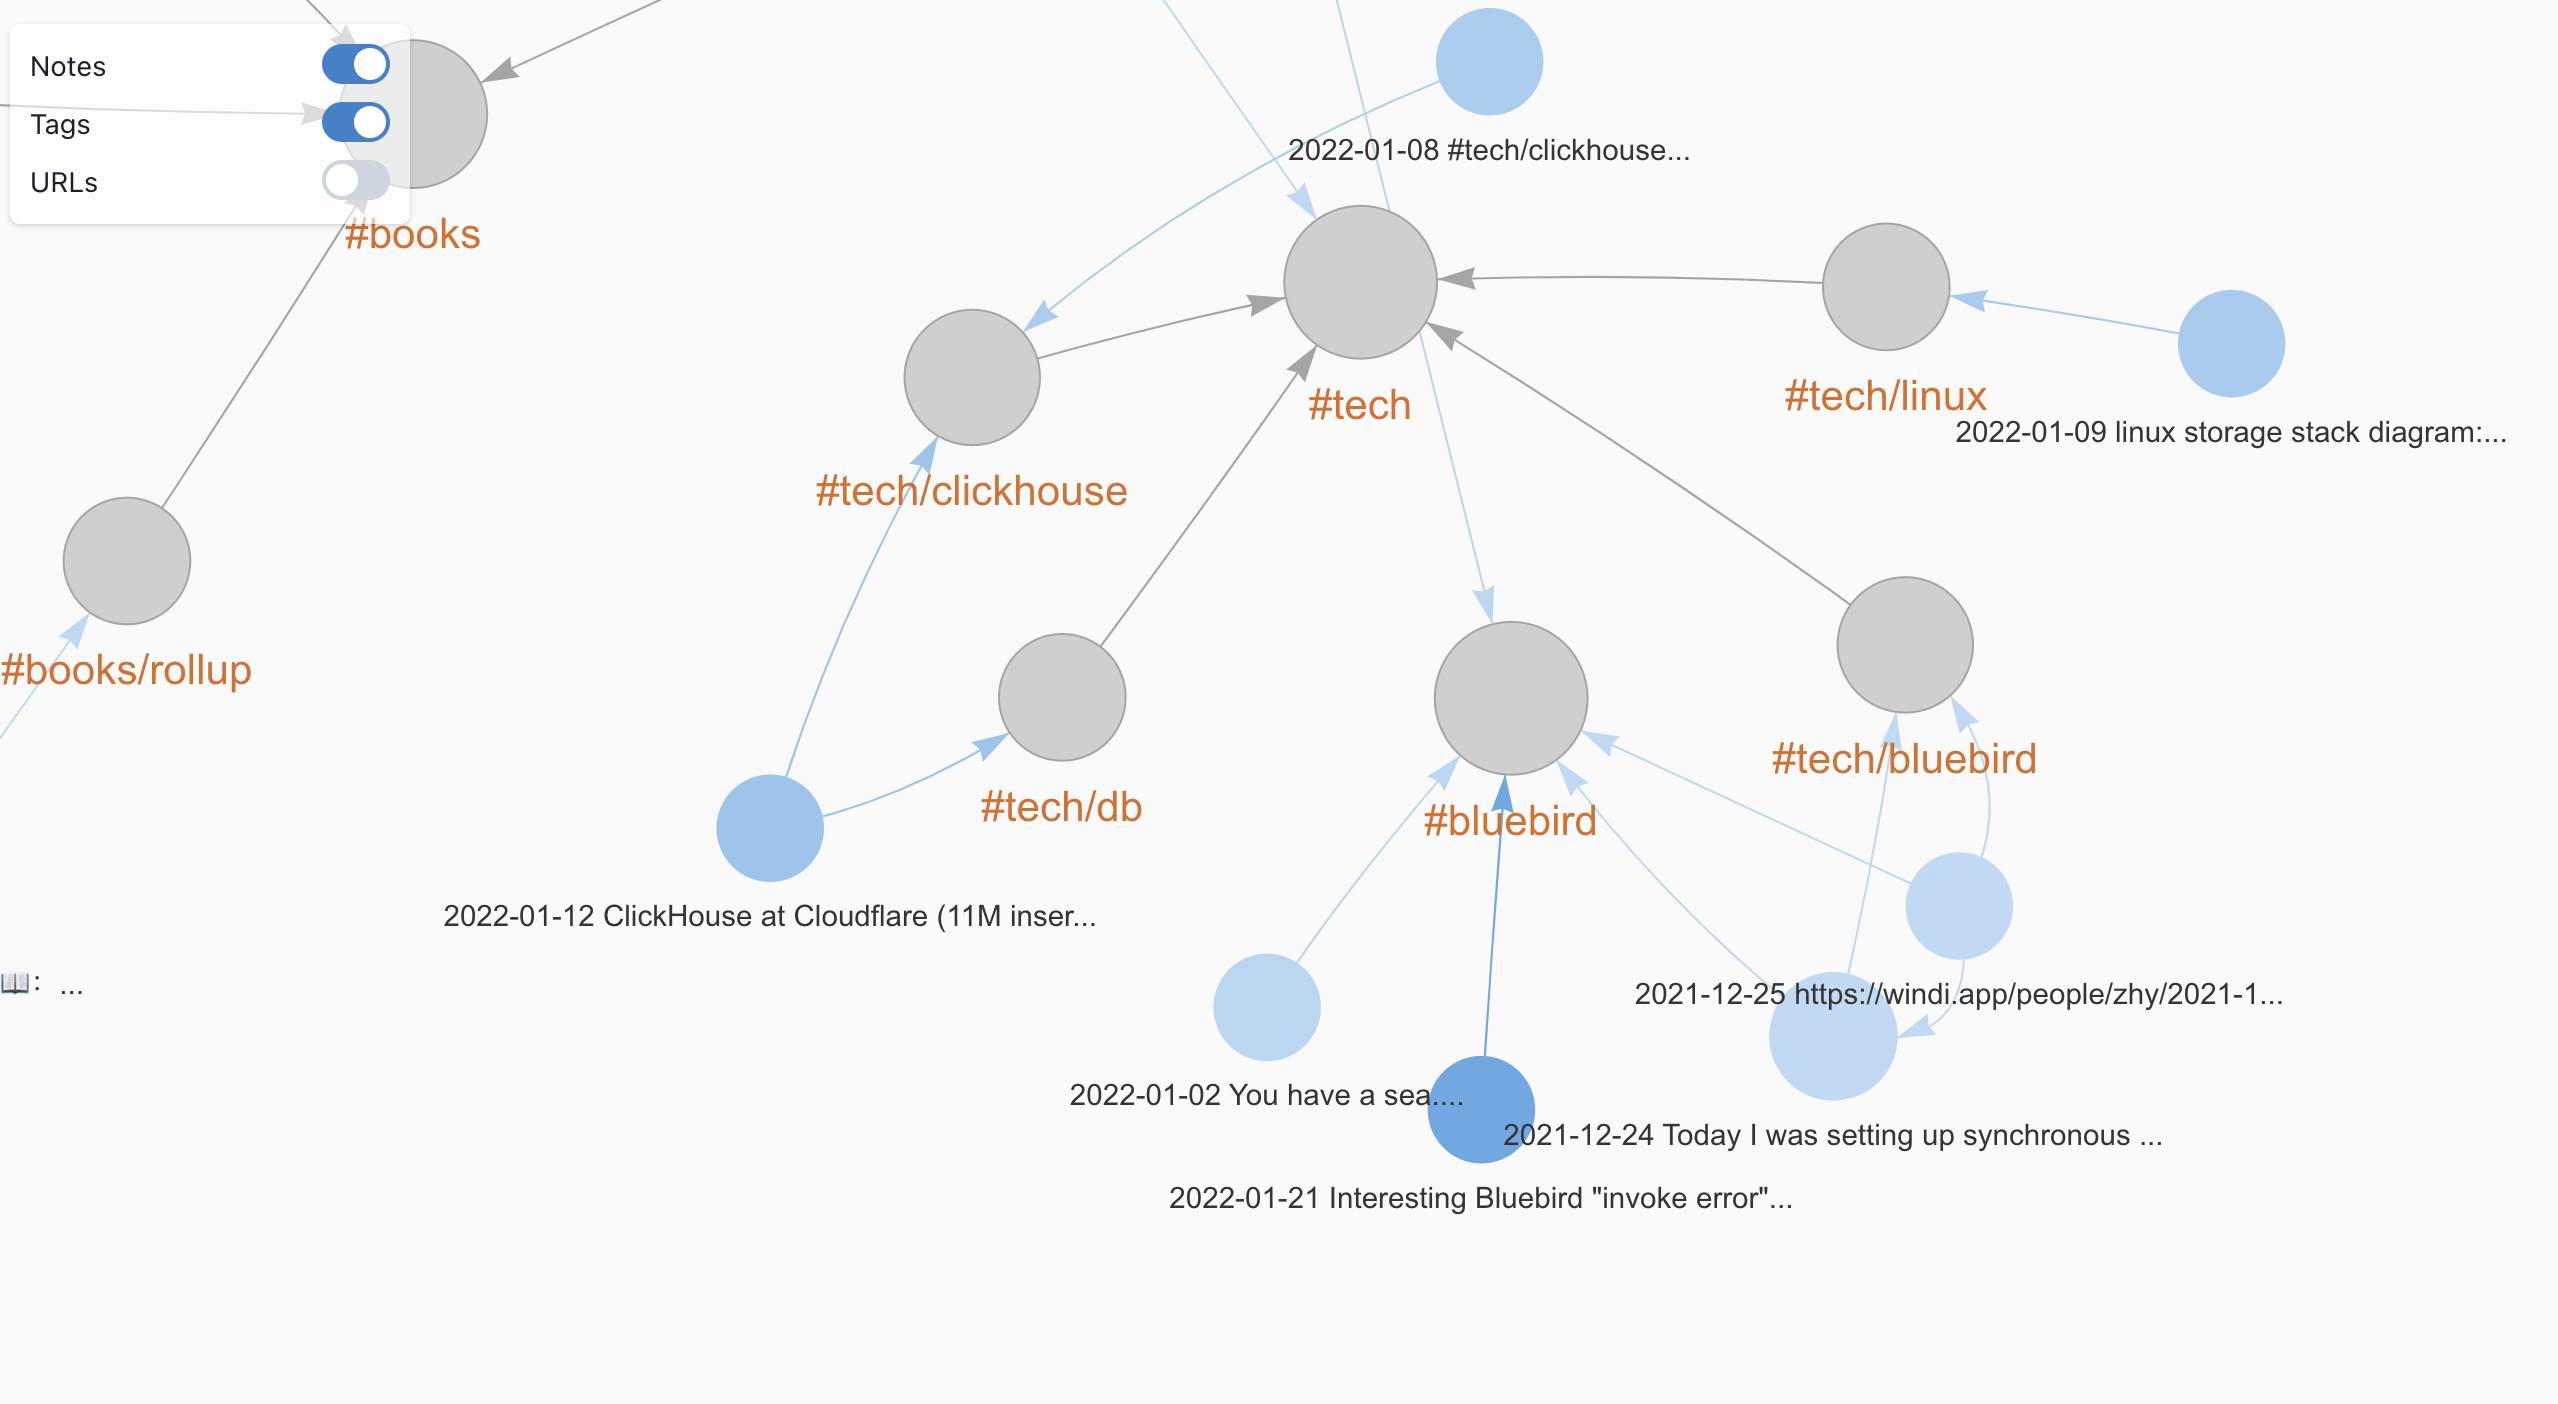 Notes
Tags
URLs
#books
2022-01-08 #tech/clickhouse...
#tech
#tech/linux
2022-01-09 linux storage stack diagram:...
#tech/clickhouse
#books/rollup
#tech/bluebird
#tech/db
#bluebird
2022-01-12 ClickHouse at Cloudflare (11M inser...
📖: ...
2021-12-25 https://windi.app/people/zhy/2021-1...
2022-01-02 You have a sea....
2021-12-24 Today I was setting up synchronous ...
2022-01-21 Interesting Bluebird "invoke error"...